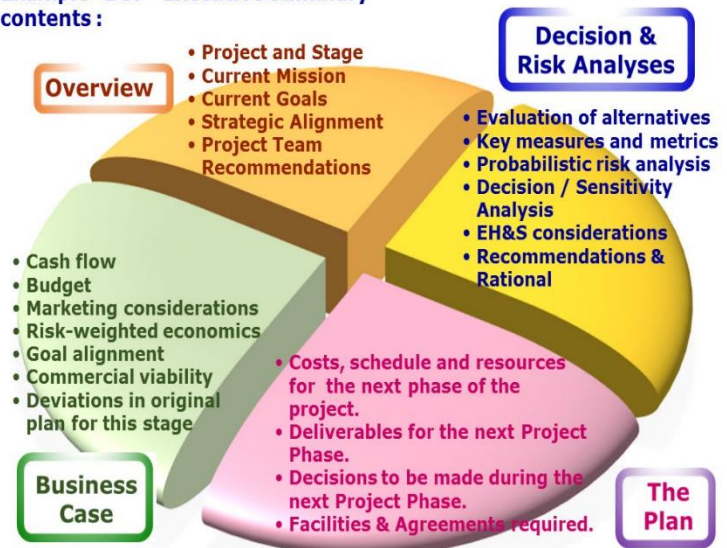 contents :
Overview
• Project and Stage
• Current Mission
• Current Goals
• Strategic Alignment
• Project Team
Recommendations
Decision &
Risk Analyses
• Evaluation of alternatives
• Key measures and metrics
• Probabilistic risk analysis
• Decision / Sensitivity
Analysis
• EH&S considerations
• Recommendations &
Rational
• Cash flow
• Budget
• Marketing considerations
• Risk-weighted economics
• Goal alignment
• Commercial viability
• Deviations in original
plan for this stage
Business
Case
• Costs, schedule and resources
for the next phase of the
project.
• Deliverables for the next Project
Phase.
• Decisions to be made during the
next Project Phase.
• Facilities & Agreements required.
The
Plan